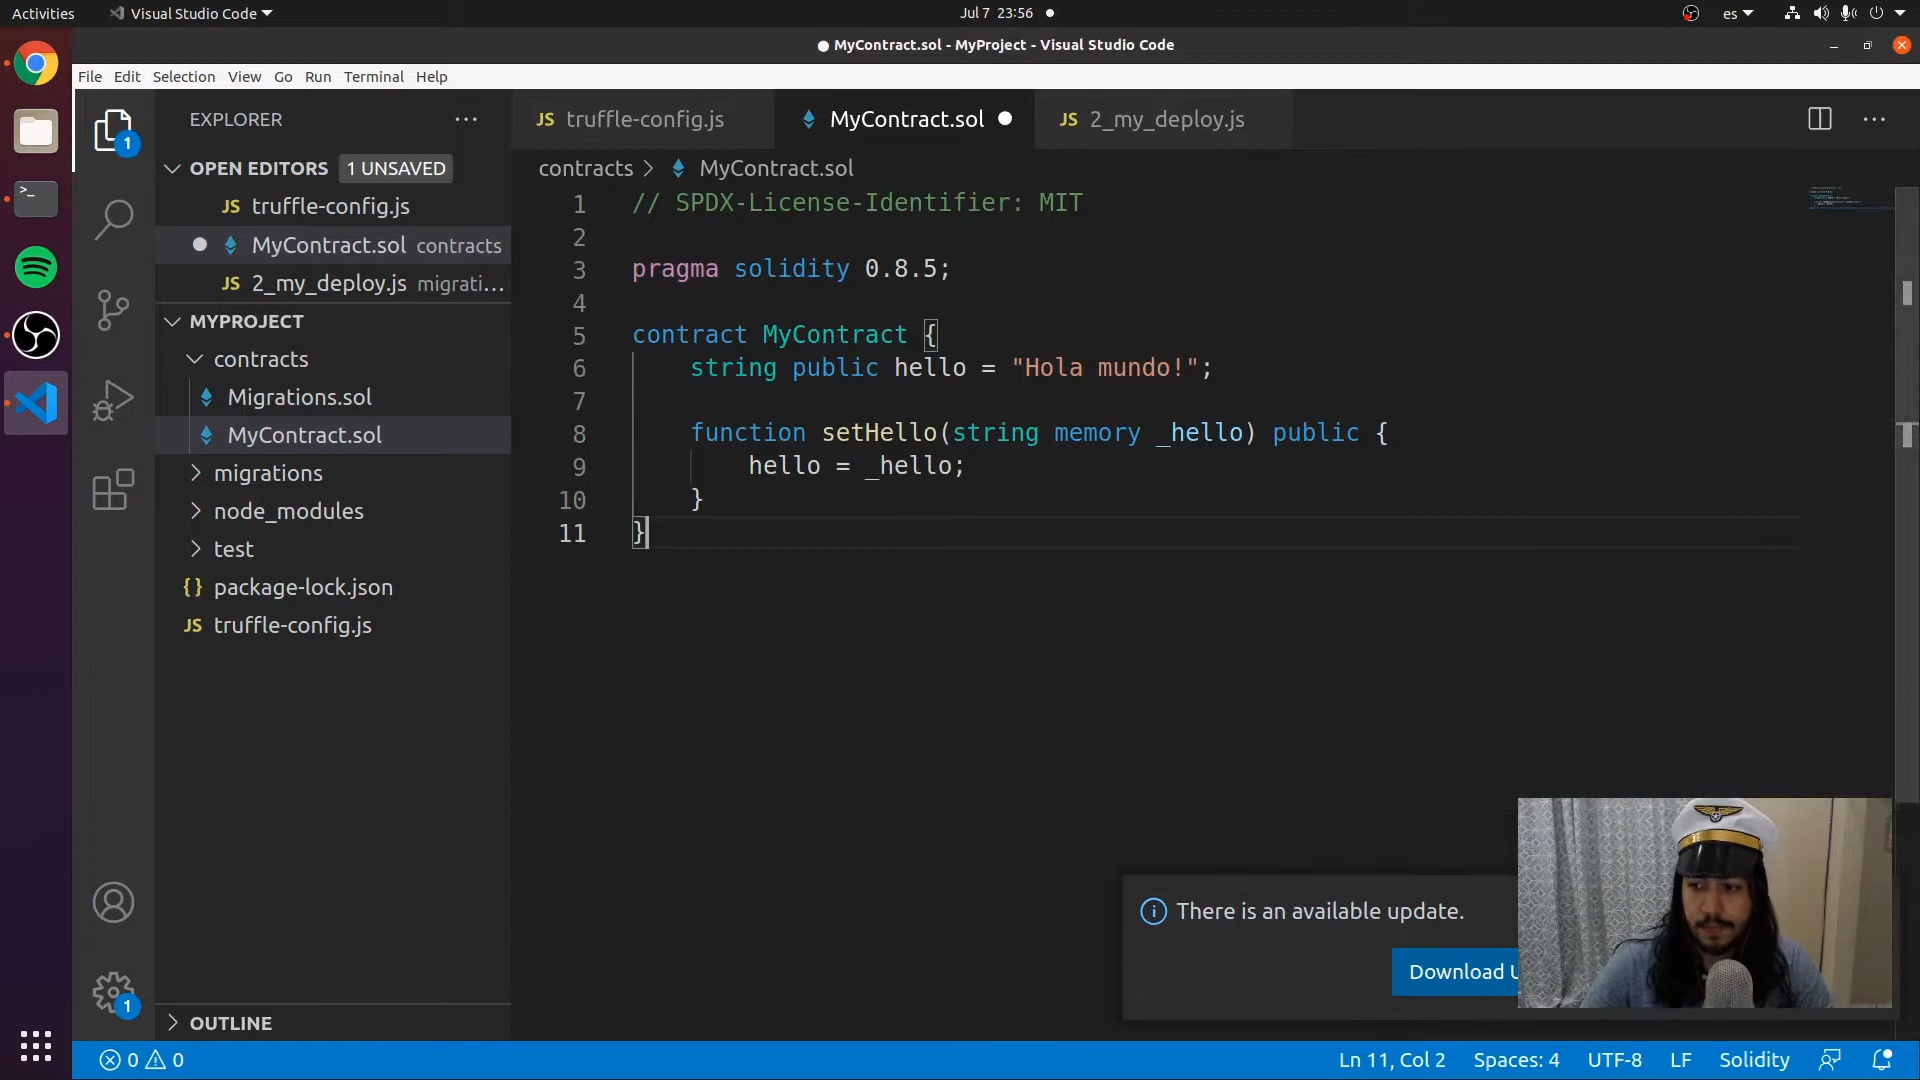 Activities
Visual Studio Code
Jul 7 23:56
es
MyContract.sol - MyProject - Visual Studio Code
File Edit Selection View Go Run Terminal Help
EXPLORER
OPEN EDITORS 1 UNSAVED
JS truffle-config.js
MyContract.sol contracts
JS 2_my_deploy.js migrati...
MYPROJECT
contracts
Migrations.sol
MyContract.sol
migrations
node_modules
test
{} package-lock.json
JS truffle-config.js
OUTLINE
1
1
JS truffle-config.js
MyContract.sol
JS 2_my_deploy.js
contracts > MyContract.sol
1 // SPDX-License-Identifier: MIT
2
3 pragma solidity 0.8.5;
4
5 contract MyContract {
6 string public hello = "Hola mundo!";
7
8 function setHello(string memory _hello) public {
9 hello = _hello;
10 }
11 }
There is an available update.
Download U
0 0
Ln 11, Col 2
Spaces: 4
UTF-8
LF
Solidity